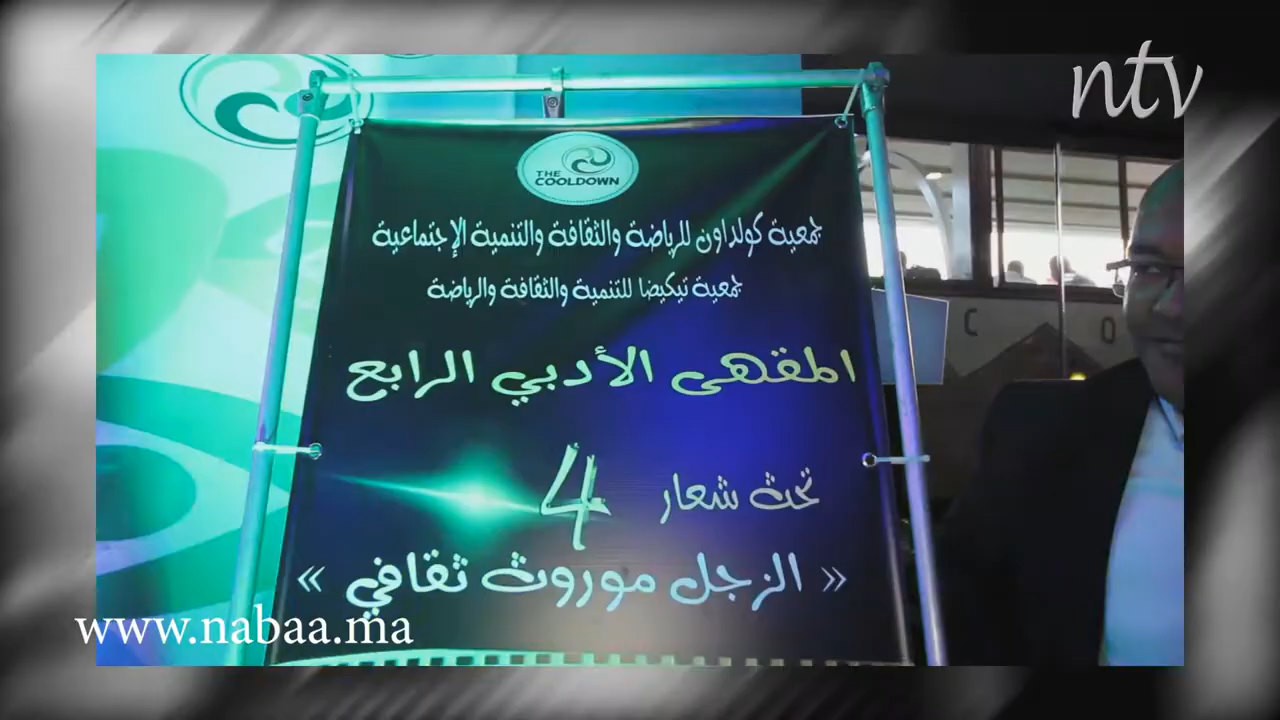 ntv
THE
COOLDOWN
جمعية كولداون للرياضة والثقافة والتنمية الإجتماعية
جمعية تيكيضا للتنمية والثقافة والرياضة
المقهى الأدبي الرابع
تحت شعار 4
« الزجل موروث ثقافي »
www.nabaa.ma
C O